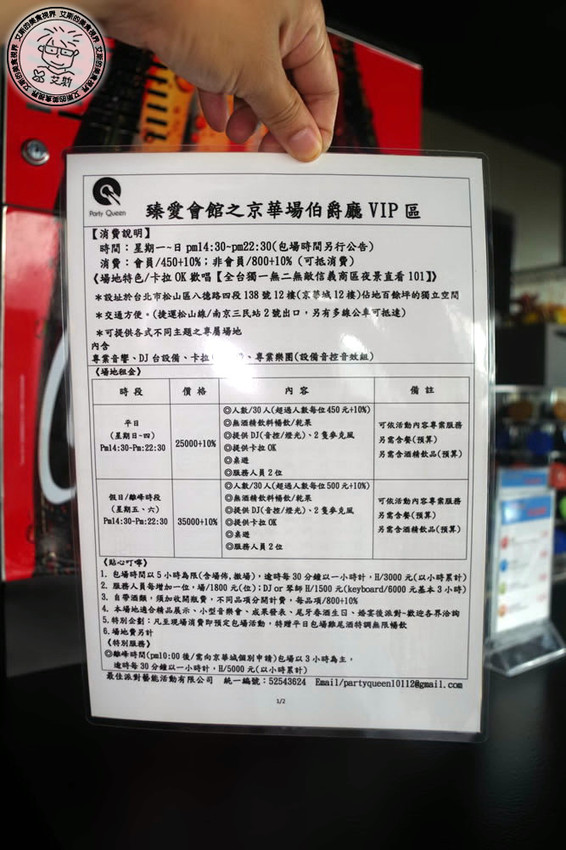 艾斯的美食視界
艾斯
Party Queen
臻愛會館之京華場伯爵廳 VIP 區
【消費說明】
時間：星期一~日 pm14:30-pm22:30(包場時間另行公告)
消費：會員/450+10%；非會員/800+10% (可抵消費)
《場地特色/卡拉 OK 歡唱【全台獨一無二無敵信義商區夜景直看 101】》
＊設址於台北市松山區八德路四段 138 號 12 樓(京華城 12 樓)佔地百餘坪的獨立空間
＊交通方便。(捷運松山線/南京三民站 2 號出口，另有多線公車可抵達)
＊可提供各式不同主題之專屬場地
內含
專業音響、DJ 台設備、卡拉 、專業樂團(設備音控音效組)
《場地租金》
時 段 價 格 內 容 備 註
平日
(星期日~四)
Pm14:30-Pm:22:30
25000+10%
◎人數/30 人(超過人數每位 450 元+10%)
◎無酒精飲料暢飲/乾果
◎提供 DJ(音控/燈光)、2 隻麥克風
◎提供卡拉 OK
◎桌遊
◎服務人員 2 位
可依活動內容專業服務
另需含餐(預算)
另需含酒精飲品(預算)
假日/離峰時段
(星期五、六)
Pm14:30-Pm:22:30
35000+10%
◎人數/30 人(超過人數每位 500 元+10%)
◎無酒精飲料暢飲/乾果
◎提供 DJ(音控/燈光)、2 隻麥克風
◎提供卡拉 OK
◎桌遊
◎服務人員 2 位
可依活動內容專業服務
另需含餐(預算)
另需含酒精飲品(預算)
《貼心叮嚀》
1. 包場時間以 5 小時為限(含場佈,撤場)，逾時每 30 分鐘以一小時計，H/3000 元(以小時累計)
2. 服務人員每增加一位，場/1800 元(位)；DJ or 琴師 H/1500 元(keyboard/6000 元基本 3 小時)
3. 自帶酒類，須加收開瓶費，不同品項分開計費，每品項/800+10%
4. 本場地適合精品展示、小型音樂會、成果發表、尾牙春酒生日、婚宴後派對~歡迎各界洽詢
5. 特別企劃：凡至現場消費即預定包場活動，特贈平日包場雞尾酒特調無限暢飲
6.場地費另計
《特別服務》
◎離峰時間(pm10:00 後/需向京華城個別申請)包場以 3 小時為主，
逾時每 30 分鐘以一小時計，H/5000 元(以小時累計)
最佳派對藝能活動有限公司 統一編號：52543624 Email/partyqueen10112@gmail.com
1/2